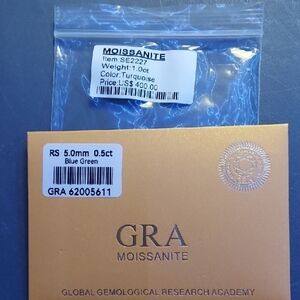 MOISSANITE
Item SE2227
Weight:1.0ct
Color:Turquoise
Price:US$ 400.00
RS 5.0mm 0.5ct
Blue Green
GRA 62005611
GRA
MOISSANITE
GLOBAL GEMOLOGICAL RESEARCH ACADEMY